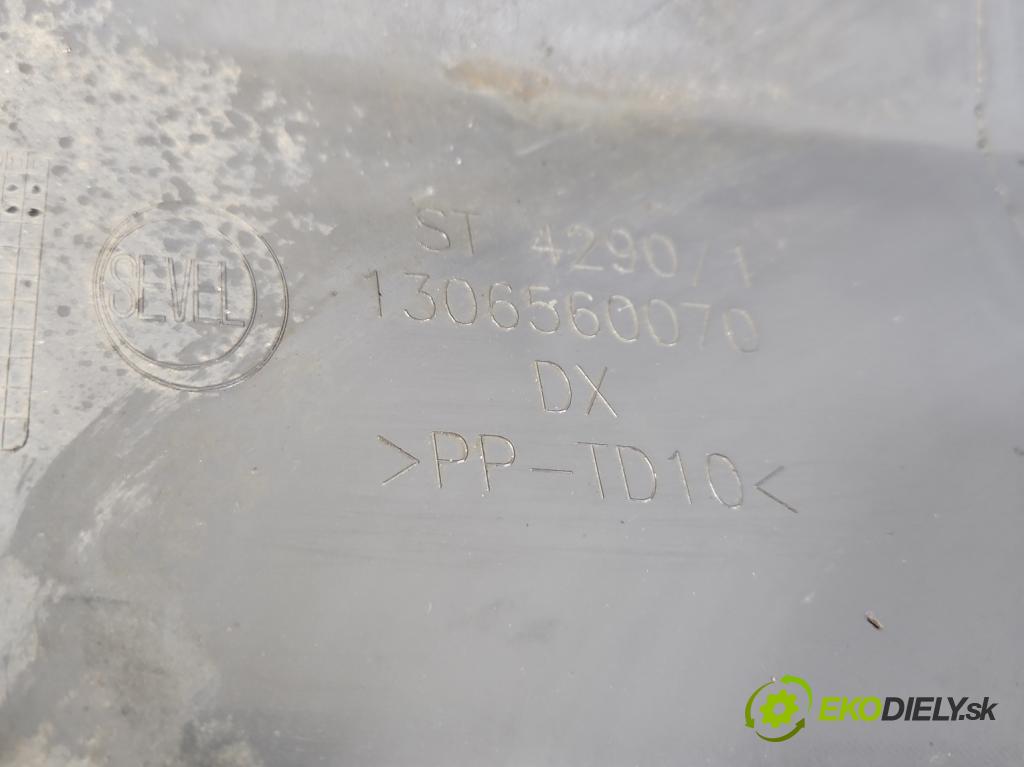 SEVEL
ST 4290/1
1306560070
DX
>PP-TD10<
EKODIELY.sk